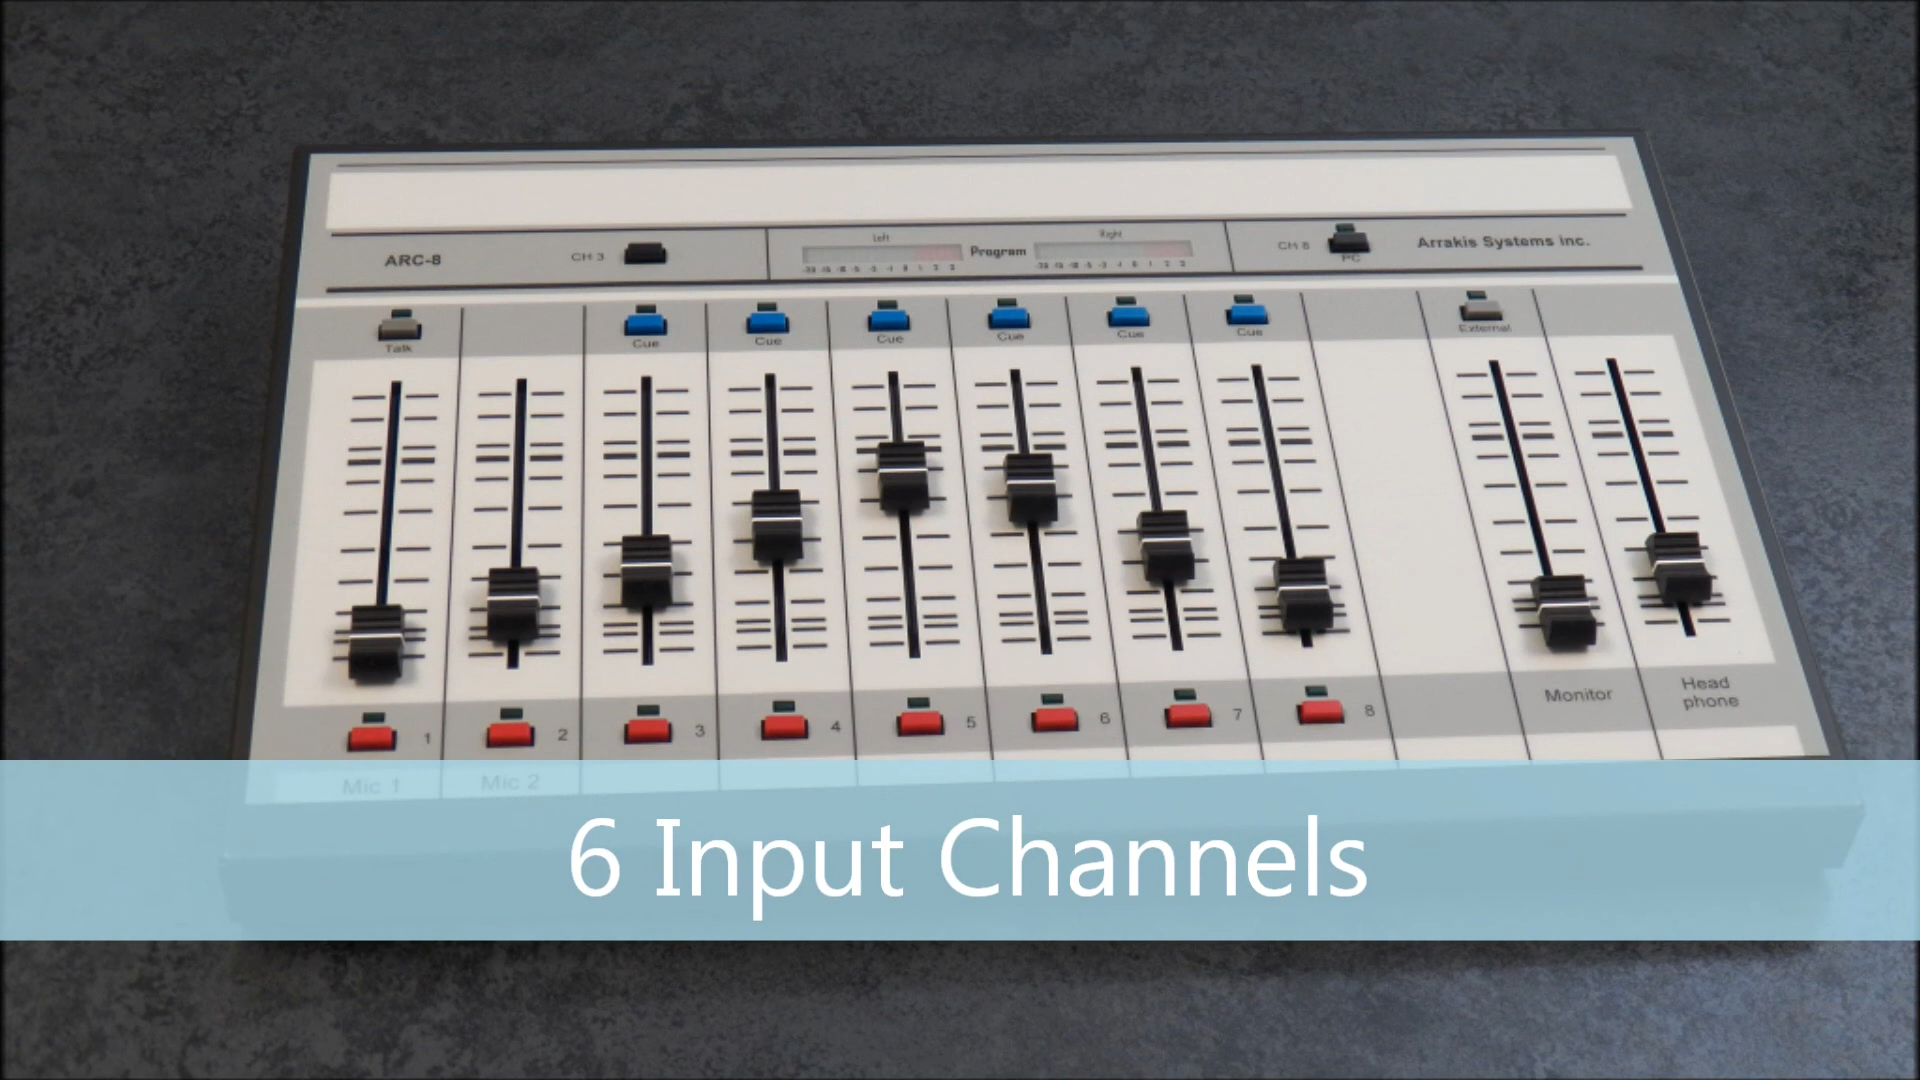 ARC-8
CH 3
Left
Program
Right
CH 8
PC
Arrakis Systems inc.
Talk
Cue
Cue
Cue
Cue
Cue
Cue
External
1
2
3
4
5
6
7
8
Monitor
Head
phone
Mic 1
Mic 2
6 Input Channels